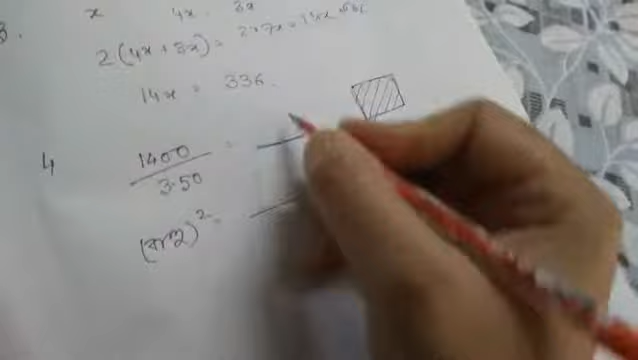 3.
x 4x 3x
2(4x+3x) = 2×7x=14x
14x = 336
4 1400/3.50 =
(বাহু)² =